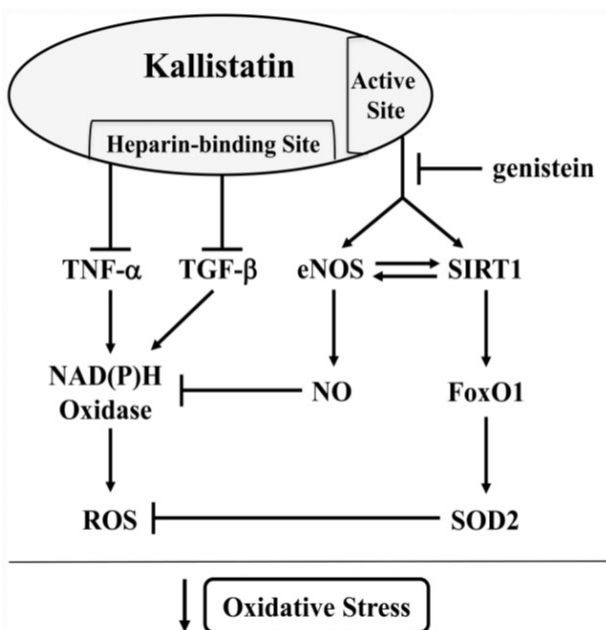 Kallistatin
Active
Site
Heparin-binding Site
genistein
TNF-α
TGF-β
eNOS
SIRT1
NAD(P)H
Oxidase
NO
FoxO1
ROS
SOD2
Oxidative Stress